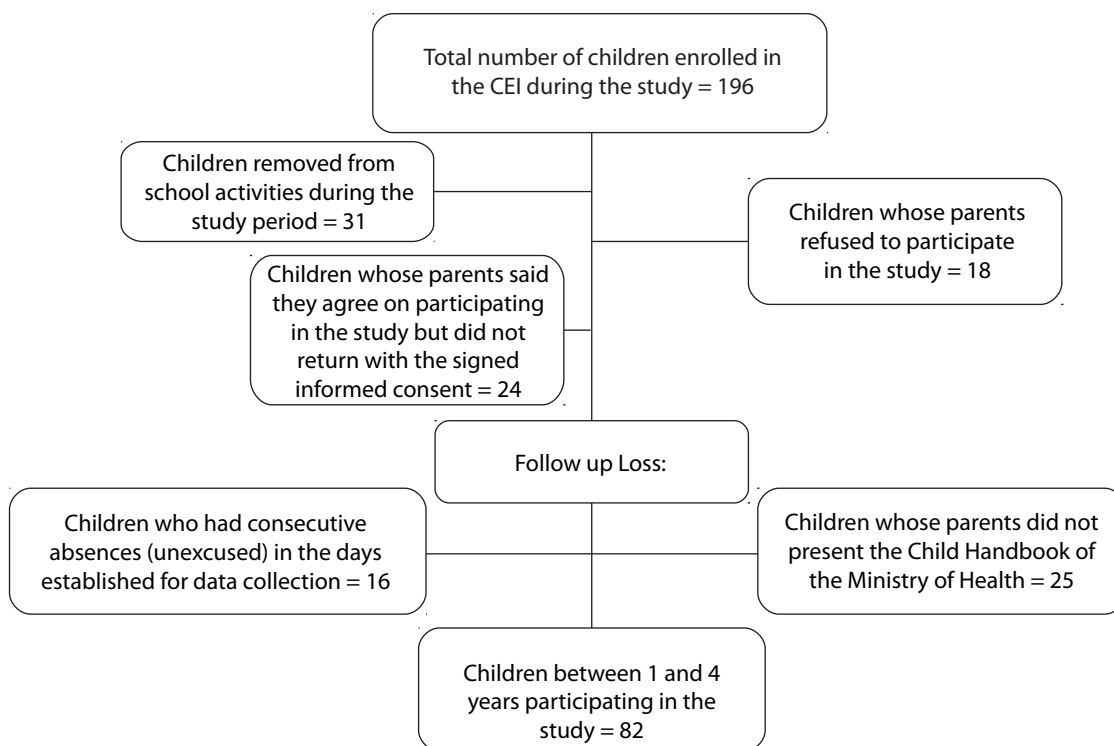 Total number of children enrolled in
the CEI during the study = 196
Children removed from
school activities during the
study period = 31
Children whose parents
refused to participate
in the study = 18
Children whose parents said
they agree on participating
in the study but did not
return with the signed
informed consent = 24
Follow up Loss:
Children who had consecutive
absences (unexcused) in the days
established for data collection = 16
Children whose parents did not
present the Child Handbook of
the Ministry of Health = 25
Children between 1 and 4
years participating in the
study = 82